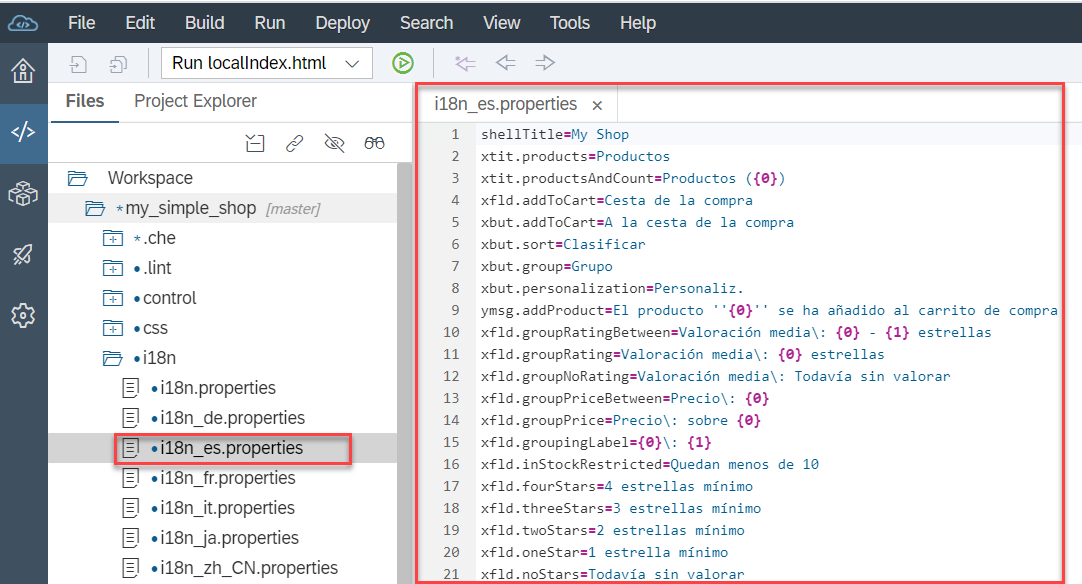 File Edit Build Run Deploy Search View Tools Help
Run localIndex.html
Files Project Explorer
Workspace
*my_simple_shop [master]
*.che
.lint
control
css
i18n
i18n.properties
i18n_de.properties
i18n_es.properties
i18n_fr.properties
i18n_it.properties
i18n_ja.properties
i18n_zh_CN.properties
i18n_es.properties ×
1 shellTitle=My Shop
2 xtit.products=Productos
3 xtit.productsAndCount=Productos ({0})
4 xfld.addToCart=Cesta de la compra
5 xbut.addToCart=A la cesta de la compra
6 xbut.sort=Clasificar
7 xbut.group=Grupo
8 xbut.personalization=Personaliz.
9 ymsg.addProduct=El producto ''{0}'' se ha añadido al carrito de compra
10 xfld.groupRatingBetween=Valoración media\: {0} - {1} estrellas
11 xfld.groupRating=Valoración media\: {0} estrellas
12 xfld.groupNoRating=Valoración media\: Todavía sin valorar
13 xfld.groupPriceBetween=Precio\: {0}
14 xfld.groupPrice=Precio\: sobre {0}
15 xfld.groupingLabel={0}\: {1}
16 xfld.inStockRestricted=Quedan menos de 10
17 xfld.fourStars=4 estrellas mínimo
18 xfld.threeStars=3 estrellas mínimo
19 xfld.twoStars=2 estrellas mínimo
20 xfld.oneStar=1 estrella mínimo
21 xfld.noStars=Todavía sin valorar